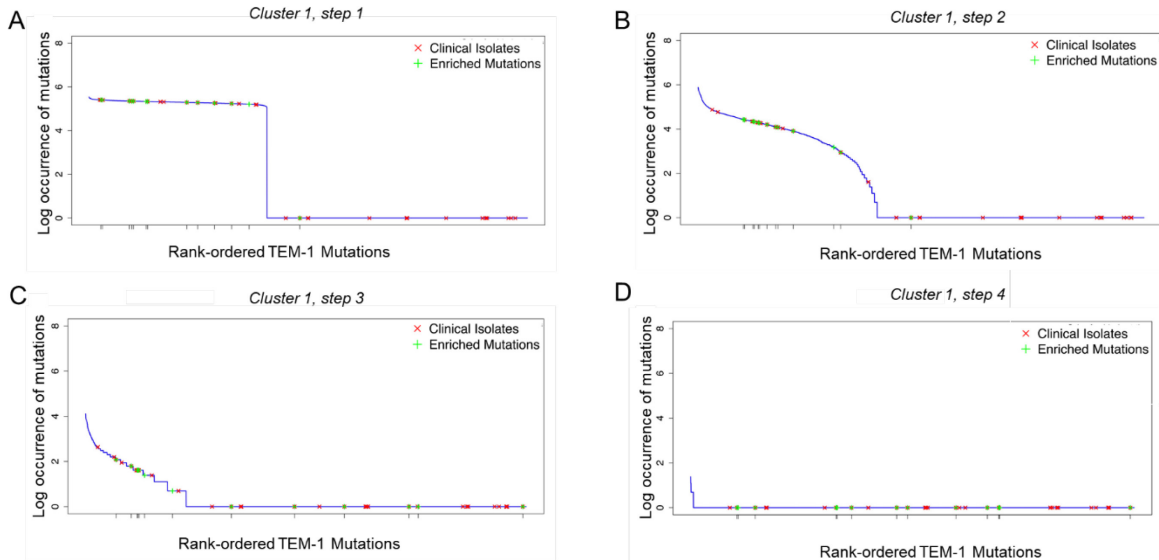 A
Cluster 1, step 1
Log occurrence of mutations
8
6
4
2
0
Clinical Isolates
Enriched Mutations
Rank-ordered TEM-1 Mutations
B
Cluster 1, step 2
Log occurrence of mutations
8
6
4
2
0
Clinical Isolates
Enriched Mutations
Rank-ordered TEM-1 Mutations
C
Cluster 1, step 3
Log occurrence of mutations
8
6
4
2
0
Clinical Isolates
Enriched Mutations
Rank-ordered TEM-1 Mutations
D
Cluster 1, step 4
Log occurrence of mutations
8
6
4
2
0
Clinical Isolates
Enriched Mutations
Rank-ordered TEM-1 Mutations